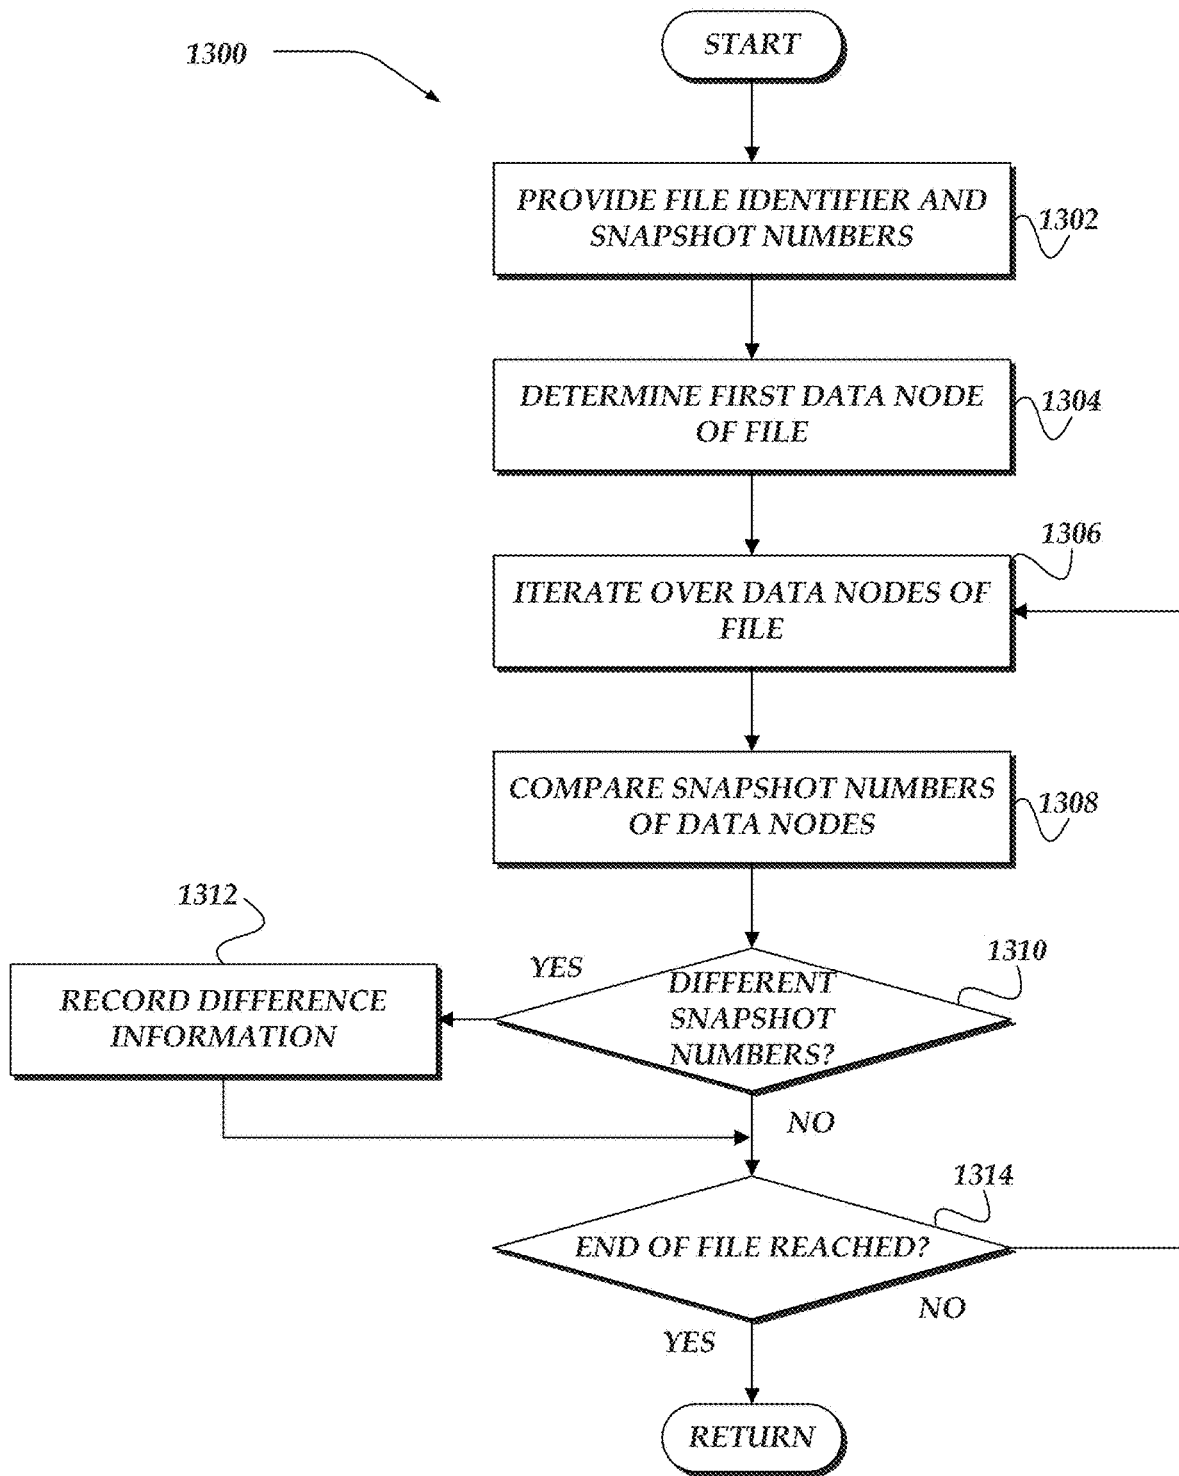 START
1300
PROVIDE FILE IDENTIFIER AND
SNAPSHOT NUMBERS
1302
DETERMINE FIRST DATA NODE
OF FILE
1304
1306
ITERATE OVER DATA NODES OF
FILE
COMPARE SNAPSHOT NUMBERS
OF DATA NODES
1308
1312
1310
YES
DIFFERENT
SNAPSHOT
NUMBERS?
RECORD DIFFERENCE
INFORMATION
NO
1314
END OF FILE REACHED?
NO
YES
RETURN